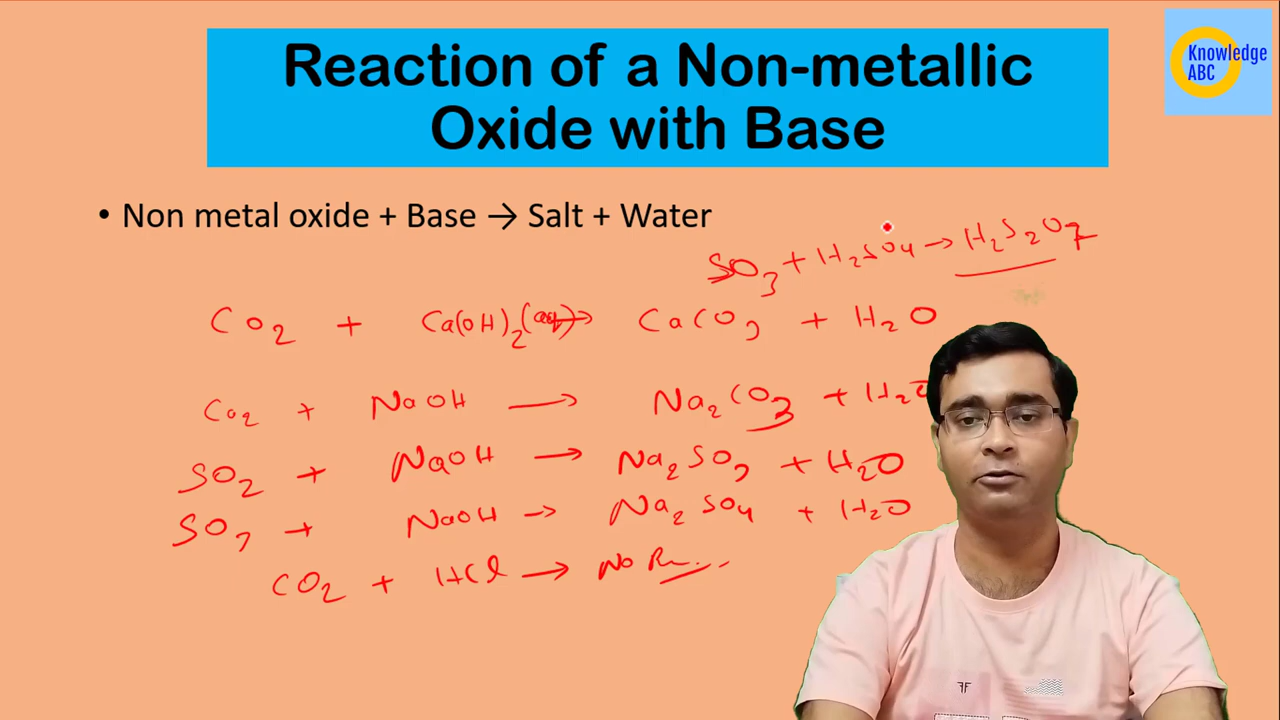 Reaction of a Non-metallic
Oxide with Base
Knowledge
ABC
• Non metal oxide + Base → Salt + Water
SO3 + H2SO4 → H2S2O7
CO2 + Ca(OH)2(aq) → CaCO3 + H2O
CO2 + NaOH → Na2CO3 + H2O
SO2 + NaOH → Na2SO3 + H2O
SO3 + NaOH → Na2SO4 + H2O
CO2 + HCl → No
FF